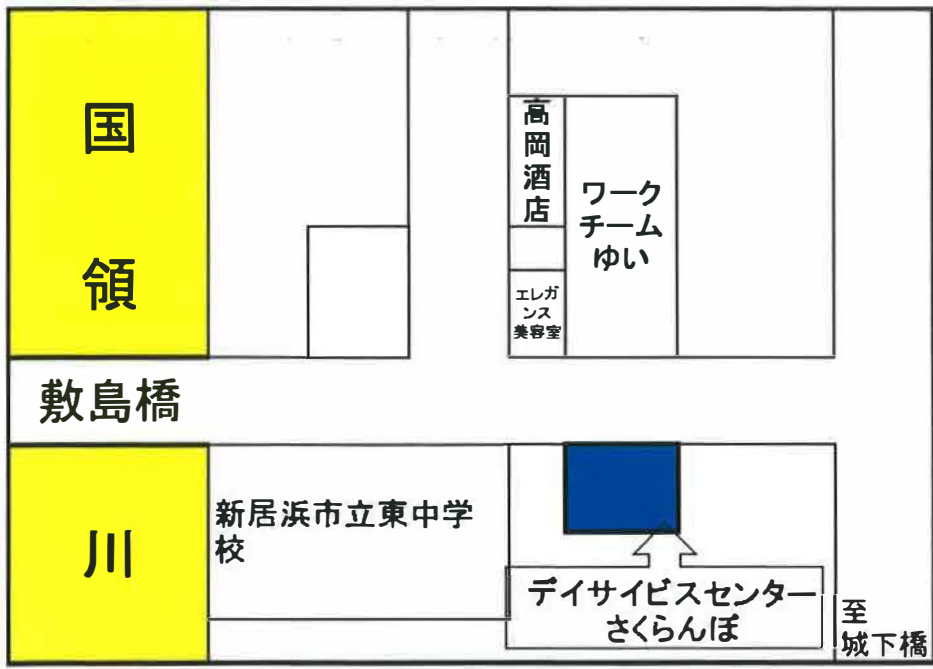 国
領
川
敷島橋
高岡酒店
ワーク
チーム
ゆい
エレガ
ンス
美容室
新居浜市立東中学
校
デイサイビスセンター
さくらんぼ
至
城下橋